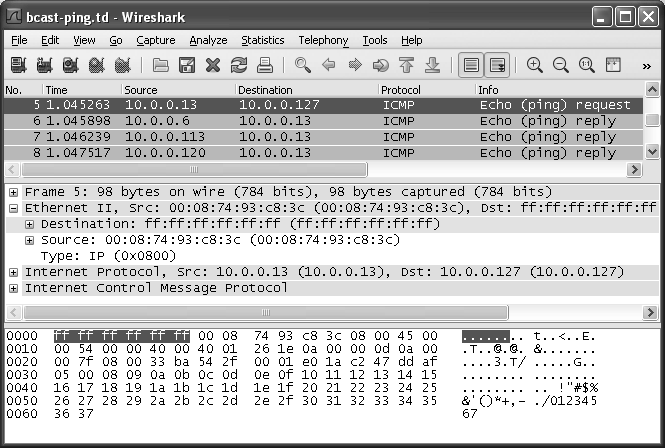 bcast-ping.td - Wireshark
File Edit View Go Capture Analyze Statistics Telephony Tools Help
No. Time Source Destination Protocol Info
5 1.045263 10.0.0.13 10.0.0.127 ICMP Echo (ping) request
6 1.045898 10.0.0.6 10.0.0.13 ICMP Echo (ping) reply
7 1.046239 10.0.0.113 10.0.0.13 ICMP Echo (ping) reply
8 1.047517 10.0.0.120 10.0.0.13 ICMP Echo (ping) reply
Frame 5: 98 bytes on wire (784 bits), 98 bytes captured (784 bits)
Ethernet II, Src: 00:08:74:93:c8:3c (00:08:74:93:c8:3c), Dst: ff:ff:ff:ff:ff:ff
Destination: ff:ff:ff:ff:ff:ff (ff:ff:ff:ff:ff:ff)
Source: 00:08:74:93:c8:3c (00:08:74:93:c8:3c)
Type: IP (0x0800)
Internet Protocol, Src: 10.0.0.13 (10.0.0.13), Dst: 10.0.0.127 (10.0.0.127)
Internet Control Message Protocol
0000 ff ff ff ff ff ff 00 08 74 93 c8 3c 08 00 45 00 ........ t..<..E.
0010 00 54 00 00 40 00 40 01 26 1e 0a 00 00 0d 0a 00 .T..@.@. &.......
0020 00 7f 08 00 33 ba 54 2f 00 01 e0 1a c2 47 dd af ....3.T/ .....G..
0030 05 00 08 09 0a 0b 0c 0d 0e 0f 10 11 12 13 14 15 ........ ........
0040 16 17 18 19 1a 1b 1c 1d 1e 1f 20 21 22 23 24 25 ........ .. !"#$%
0050 26 27 28 29 2a 2b 2c 2d 2e 2f 30 31 32 33 34 35 &'()*+,- ./012345
0060 36 37 67